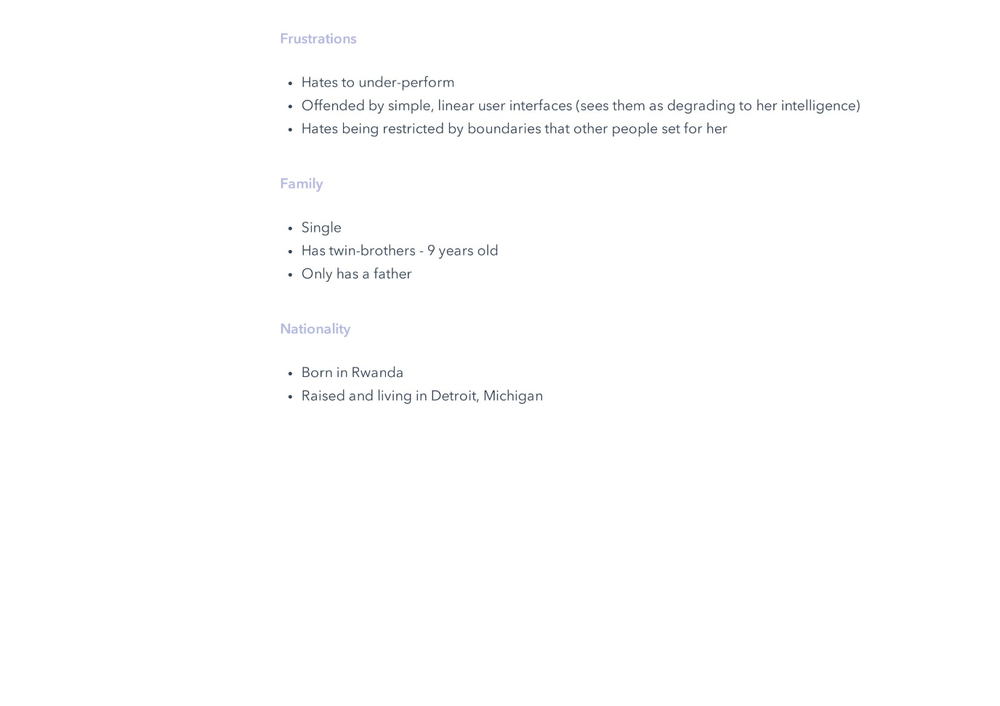 Frustrations
• Hates to under-perform
• Offended by simple, linear user interfaces (sees them as degrading to her intelligence)
• Hates being restricted by boundaries that other people set for her
Family
• Single
• Has twin-brothers - 9 years old
• Only has a father
Nationality
• Born in Rwanda
• Raised and living in Detroit, Michigan